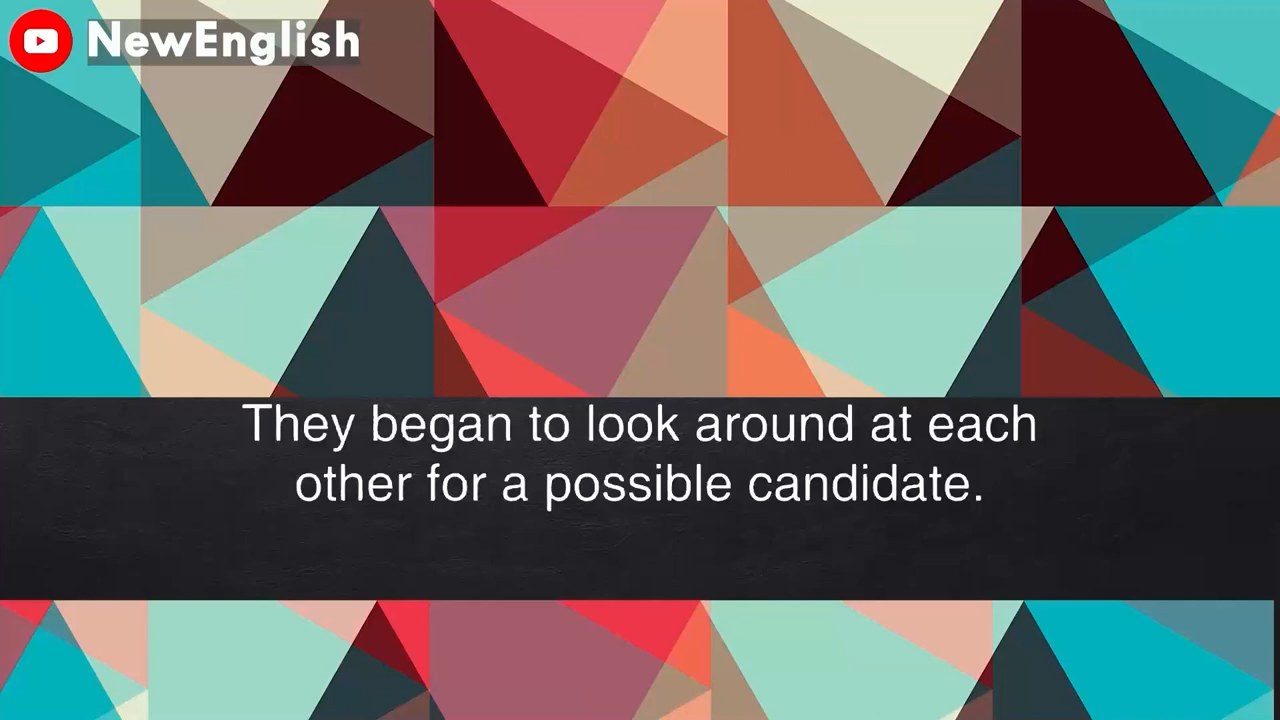 NewEnglish
They began to look around at each
other for a possible candidate.